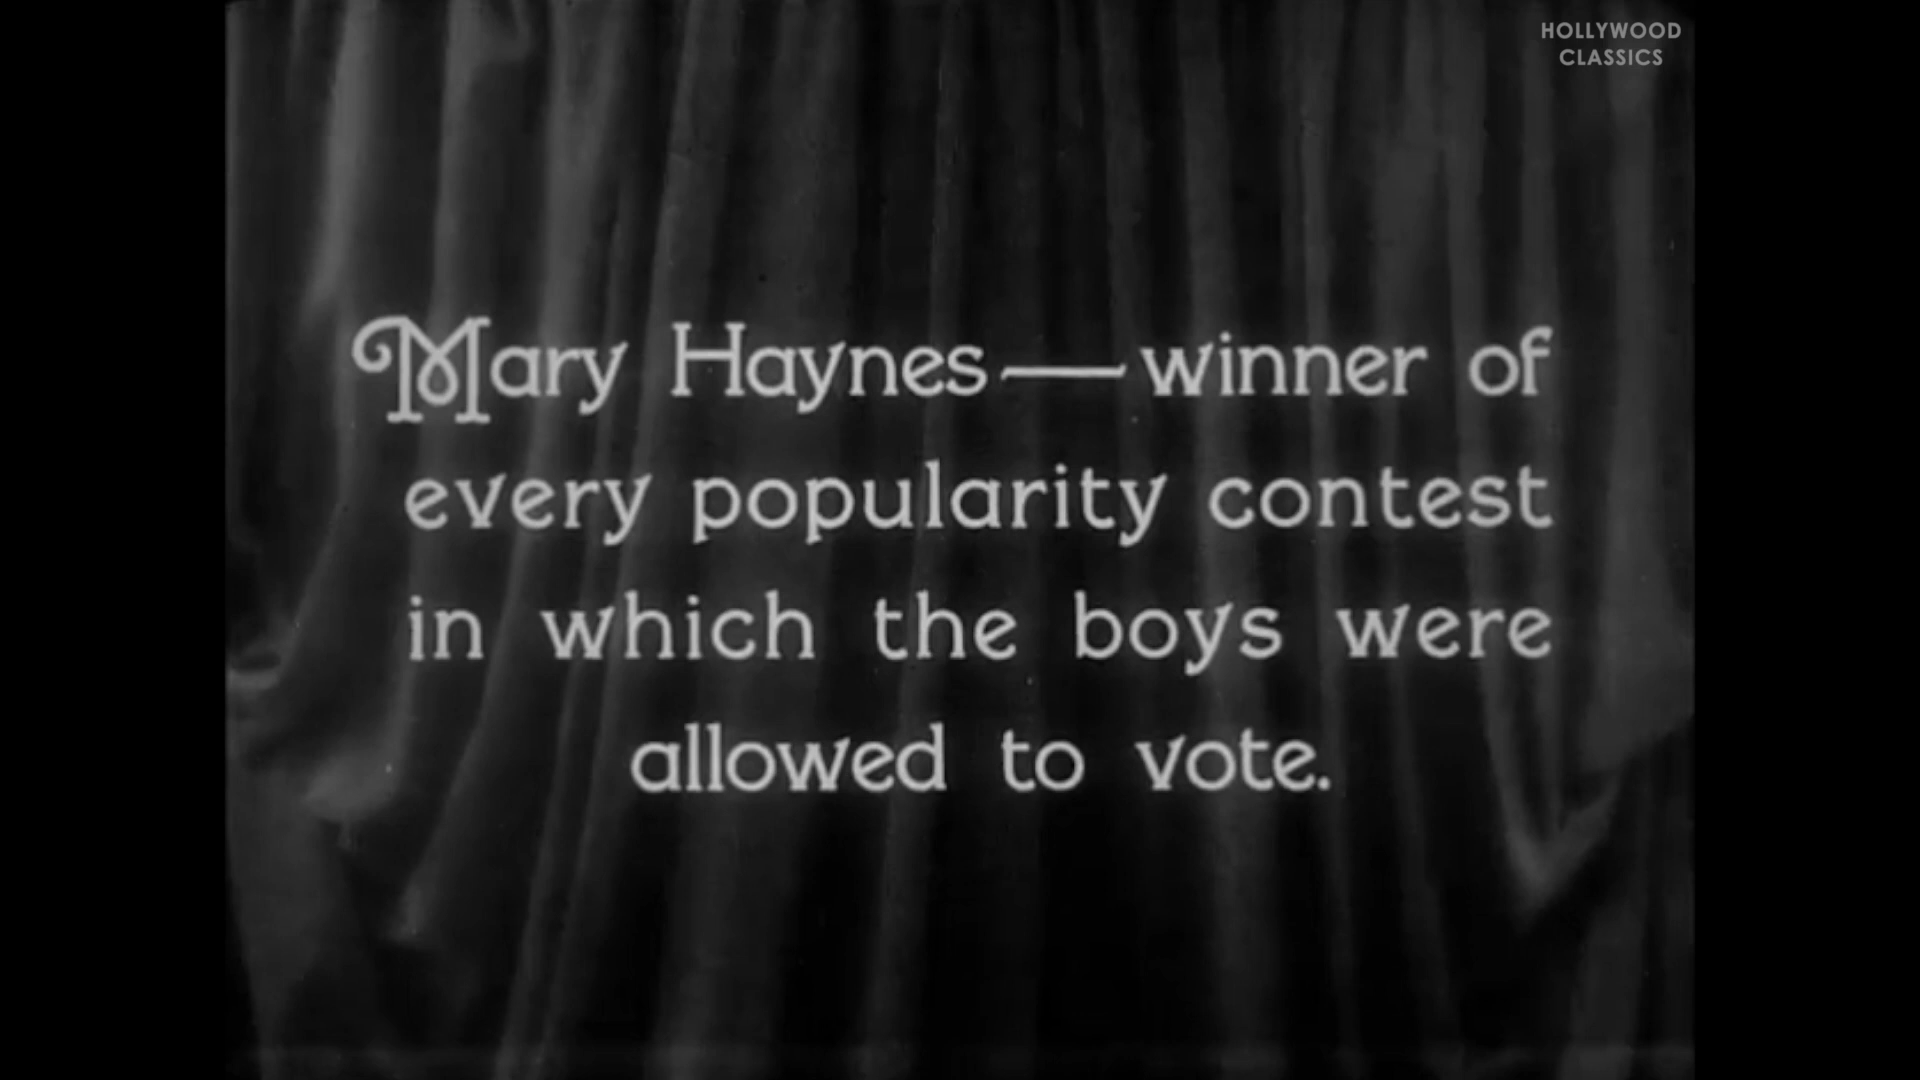 HOLLYWOOD
CLASSICS
Mary Haynes—winner of
every popularity contest
in which the boys were
allowed to vote.